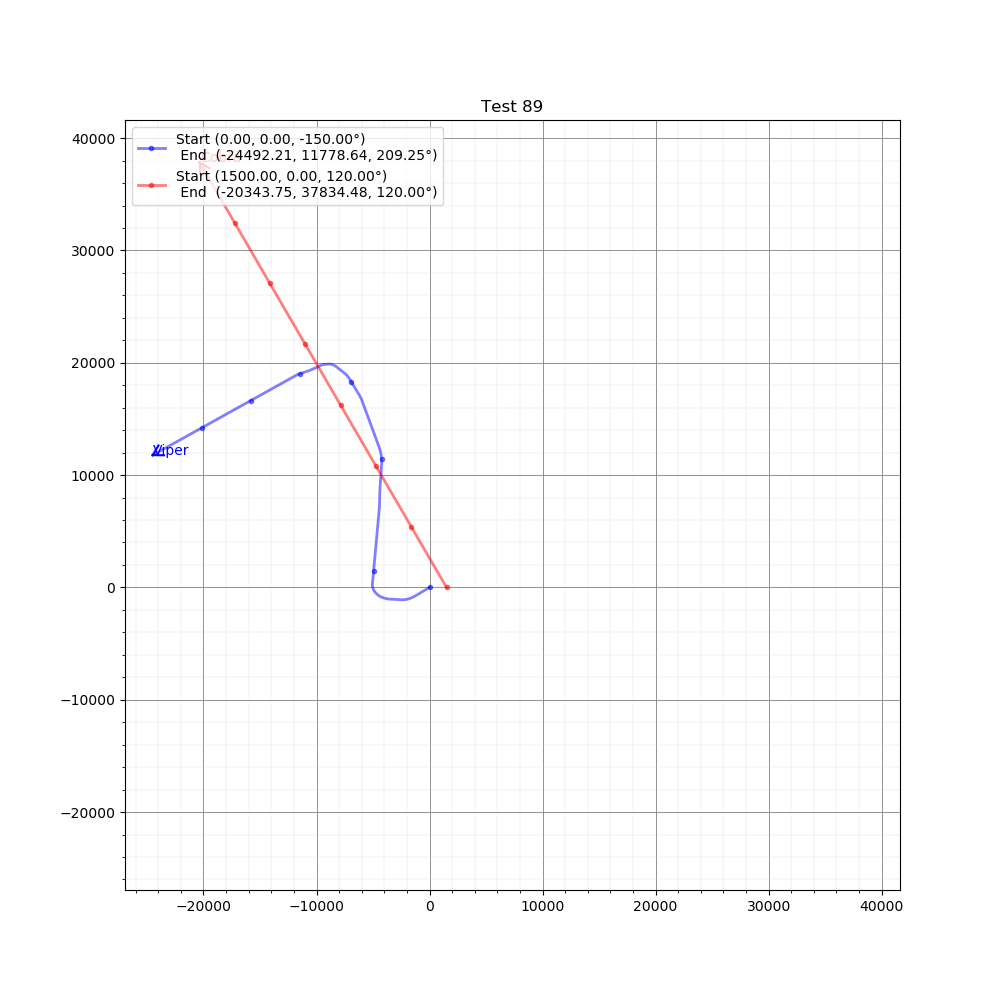 Test 89
40000
30000
20000
10000
0
−10000
−20000
Start (0.00, 0.00, -150.00°)
End (-24492.21, 11778.64, 209.25°)
Start (1500.00, 0.00, 120.00°)
End (-20343.75, 37834.48, 120.00°)
Viper
−20000 −10000 0 10000 20000 30000 40000